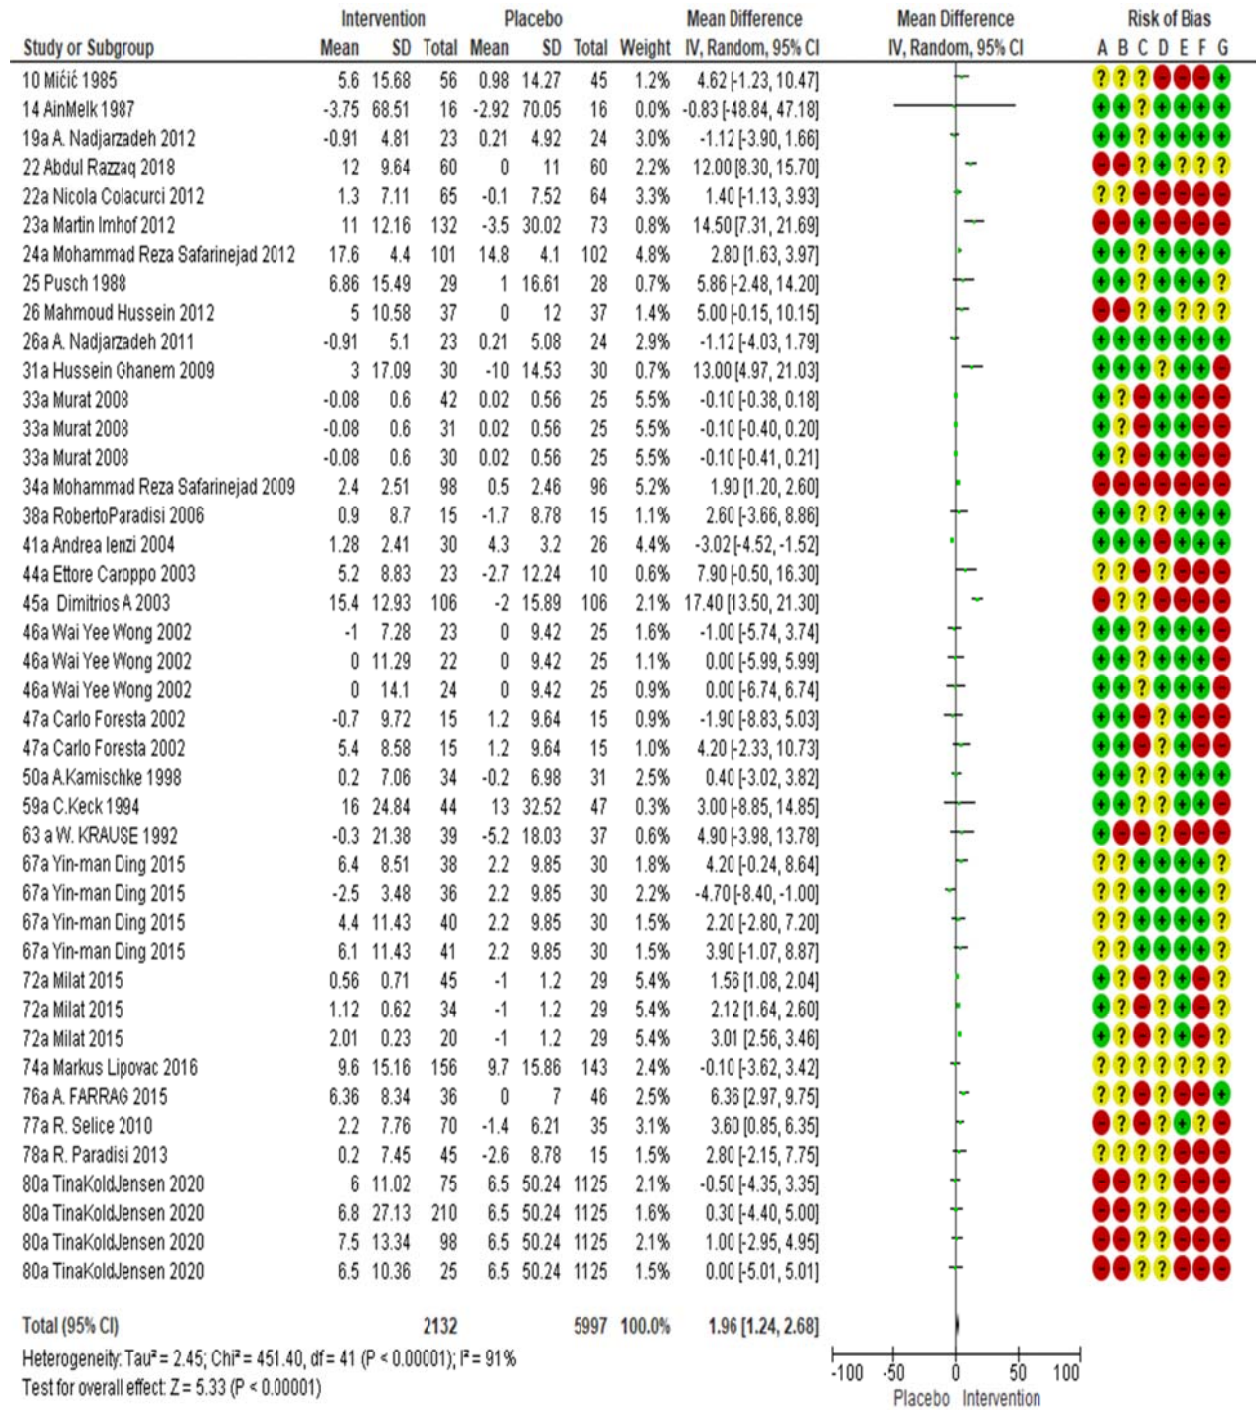 Intervention Placebo Mean Difference Mean Difference Risk of Bias
Study or Subgroup Mean SD Total Mean SD Total Weight IV, Random, 95% CI IV, Random, 95% CI A B C D E F G
10 Mićić 1985 5.6 15.68 56 0.98 14.27 45 1.2% 4.62 [-1.23, 10.47] ? ? ? - - - +
14 AinMelk 1987 -3.75 68.51 16 -2.92 70.05 16 0.0% -0.83 [-48.84, 47.18] + + ? + + + +
19a A. Nadjarzadeh 2012 -0.91 4.81 23 0.21 4.92 24 3.0% -1.12 [-3.90, 1.66] + + ? + + + +
22 Abdul Razzaq 2018 12 9.64 60 0 11 60 2.2% 12.00 [8.30, 15.70] - - ? + ? ? ?
22a Nicola Colacurci 2012 1.3 7.11 65 -0.1 7.52 64 3.3% 1.40 [-1.13, 3.93] ? ? - - - - -
23a Martin Imhof 2012 11 12.16 132 -3.5 30.02 73 0.8% 14.50 [7.31, 21.69] - - + - - - -
24a Mohammad Reza Safarinejad 2012 17.6 4.4 101 14.8 4.1 102 4.8% 2.80 [1.63, 3.97] + + ? + + + +
25 Pusch 1988 6.86 15.49 29 1 16.61 28 0.7% 5.86 [-2.48, 14.20] + + ? + + + ?
26 Mahmoud Hussein 2012 5 10.58 37 0 12 37 1.4% 5.00 [-0.15, 10.15] - - ? + ? ? ?
26a A. Nadjarzadeh 2011 -0.91 5.1 23 0.21 5.08 24 2.9% -1.12 [-4.03, 1.79] + + + + + + +
31a Hussein Ghanem 2009 3 17.09 30 -10 14.53 30 0.7% 13.00 [4.97, 21.03] + + + ? + + -
33a Murat 2008 -0.08 0.6 42 0.02 0.56 25 5.5% -0.10 [-0.38, 0.18] + ? - + + - -
33a Murat 2008 -0.08 0.6 31 0.02 0.56 25 5.5% -0.10 [-0.40, 0.20] + ? - + + - -
33a Murat 2008 -0.08 0.6 30 0.02 0.56 25 5.5% -0.10 [-0.41, 0.21] + ? - + + - -
34a Mohammad Reza Safarinejad 2009 2.4 2.51 98 0.5 2.46 96 5.2% 1.90 [1.20, 2.60] - - - - - - -
38a RobertoParadisi 2006 0.9 8.7 15 -1.7 8.78 15 1.1% 2.60 [-3.66, 8.86] + + ? ? + + +
41a Andrea lenzi 2004 1.28 2.41 30 4.3 3.2 26 4.4% -3.02 [-4.52, -1.52] + + + - + + +
44a Ettore Caroppo 2003 5.2 8.83 23 -2.7 12.24 10 0.6% 7.90 [-0.50, 16.30] ? ? - ? - - -
45a Dimitrios A 2003 15.4 12.93 106 -2 15.89 106 2.1% 17.40 [13.50, 21.30] - ? ? - - - -
46a Wai Yee Wong 2002 -1 7.28 23 0 9.42 25 1.6% -1.00 [-5.74, 3.74] + + ? + + + -
46a Wai Yee Wong 2002 0 11.29 22 0 9.42 25 1.1% 0.00 [-5.99, 5.99] + + ? + + + -
46a Wai Yee Wong 2002 0 14.1 24 0 9.42 25 0.9% 0.00 [-6.74, 6.74] + + ? + + + -
47a Carlo Foresta 2002 -0.7 9.72 15 1.2 9.64 15 0.9% -1.90 [-8.83, 5.03] + + - ? + - -
47a Carlo Foresta 2002 5.4 8.58 15 1.2 9.64 15 1.0% 4.20 [-2.33, 10.73] + + - ? + - -
50a A.Kamischke 1998 0.2 7.06 34 -0.2 6.98 31 2.5% 0.40 [-3.02, 3.82] + + ? ? + + +
59a C.Keck 1994 16 24.84 44 13 32.52 47 0.3% 3.00 [-8.85, 14.85] + + ? ? + + -
63 a W. KRAUSE 1992 -0.3 21.38 39 -5.2 18.03 37 0.6% 4.90 [-3.98, 13.78] + - - ? - - -
67a Yin-man Ding 2015 6.4 8.51 38 2.2 9.85 30 1.8% 4.20 [-0.24, 8.64] ? ? + + + + ?
67a Yin-man Ding 2015 -2.5 3.48 36 2.2 9.85 30 2.2% -4.70 [-8.40, -1.00] ? ? + + + + ?
67a Yin-man Ding 2015 4.4 11.43 40 2.2 9.85 30 1.5% 2.20 [-2.80, 7.20] ? ? + + + + ?
67a Yin-man Ding 2015 6.1 11.43 41 2.2 9.85 30 1.5% 3.90 [-1.07, 8.87] ? ? + + + + ?
72a Milat 2015 0.56 0.71 45 -1 1.2 29 5.4% 1.56 [1.08, 2.04] + ? - ? + - ?
72a Milat 2015 1.12 0.62 34 -1 1.2 29 5.4% 2.12 [1.64, 2.60] + ? - ? + - ?
72a Milat 2015 2.01 0.23 20 -1 1.2 29 5.4% 3.01 [2.56, 3.46] + ? - ? + - ?
74a Markus Lipovac 2016 9.6 15.16 156 9.7 15.86 143 2.4% -0.10 [-3.62, 3.42] ? ? ? ? ? ? ?
76a A. FARRAG 2015 6.36 8.34 36 0 7 46 2.5% 6.36 [2.97, 9.75] ? ? - ? - - +
77a R. Selice 2010 2.2 7.76 70 -1.4 6.21 35 3.1% 3.60 [0.85, 6.35] - ? - ? + ? -
78a R. Paradisi 2013 0.2 7.45 45 -2.6 8.78 15 1.5% 2.80 [-2.15, 7.75] ? ? ? ? - - -
80a TinaKoldJensen 2020 6 11.02 75 6.5 50.24 1125 2.1% -0.50 [-4.35, 3.35] - - ? ? - - -
80a TinaKoldJensen 2020 6.8 27.13 210 6.5 50.24 1125 1.6% 0.30 [-4.40, 5.00] - - ? ? - - -
80a TinaKoldJensen 2020 7.5 13.34 98 6.5 50.24 1125 2.1% 1.00 [-2.95, 4.95] - - ? ? - - -
80a TinaKoldJensen 2020 6.5 10.36 25 6.5 50.24 1125 1.5% 0.00 [-5.01, 5.01] - - ? ? - - -
Total (95% CI) 2132 5997 100.0% 1.96 [1.24, 2.68]
Heterogeneity: Tau² = 2.45; Chi² = 451.40, df = 41 (P < 0.00001); I² = 91%
Test for overall effect: Z = 5.33 (P < 0.00001)
-100 -50 0 50 100
Placebo Intervention